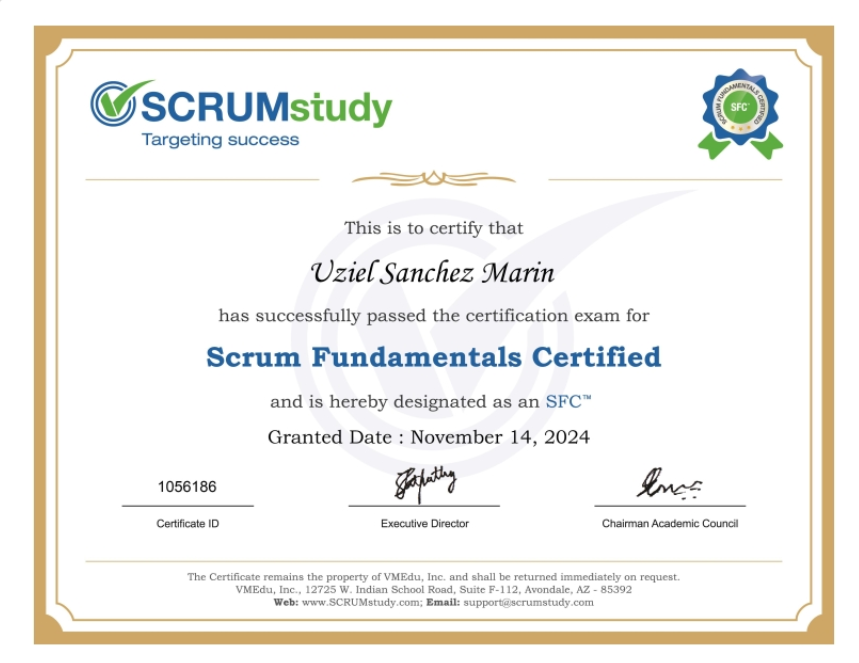 SCRUMstudy
Targeting success
SCRUM FUNDAMENTALS CERTIFIED
SFC™
This is to certify that
Uziel Sanchez Marin
has successfully passed the certification exam for
Scrum Fundamentals Certified
and is hereby designated as an SFC™
Granted Date : November 14, 2024
1056186
Certificate ID
Executive Director
Chairman Academic Council
The Certificate remains the property of VMEdu, Inc. and shall be returned immediately on request.
VMEdu, Inc., 12725 W. Indian School Road, Suite F-112, Avondale, AZ - 85392
Web: www.SCRUMstudy.com; Email: support@scrumstudy.com